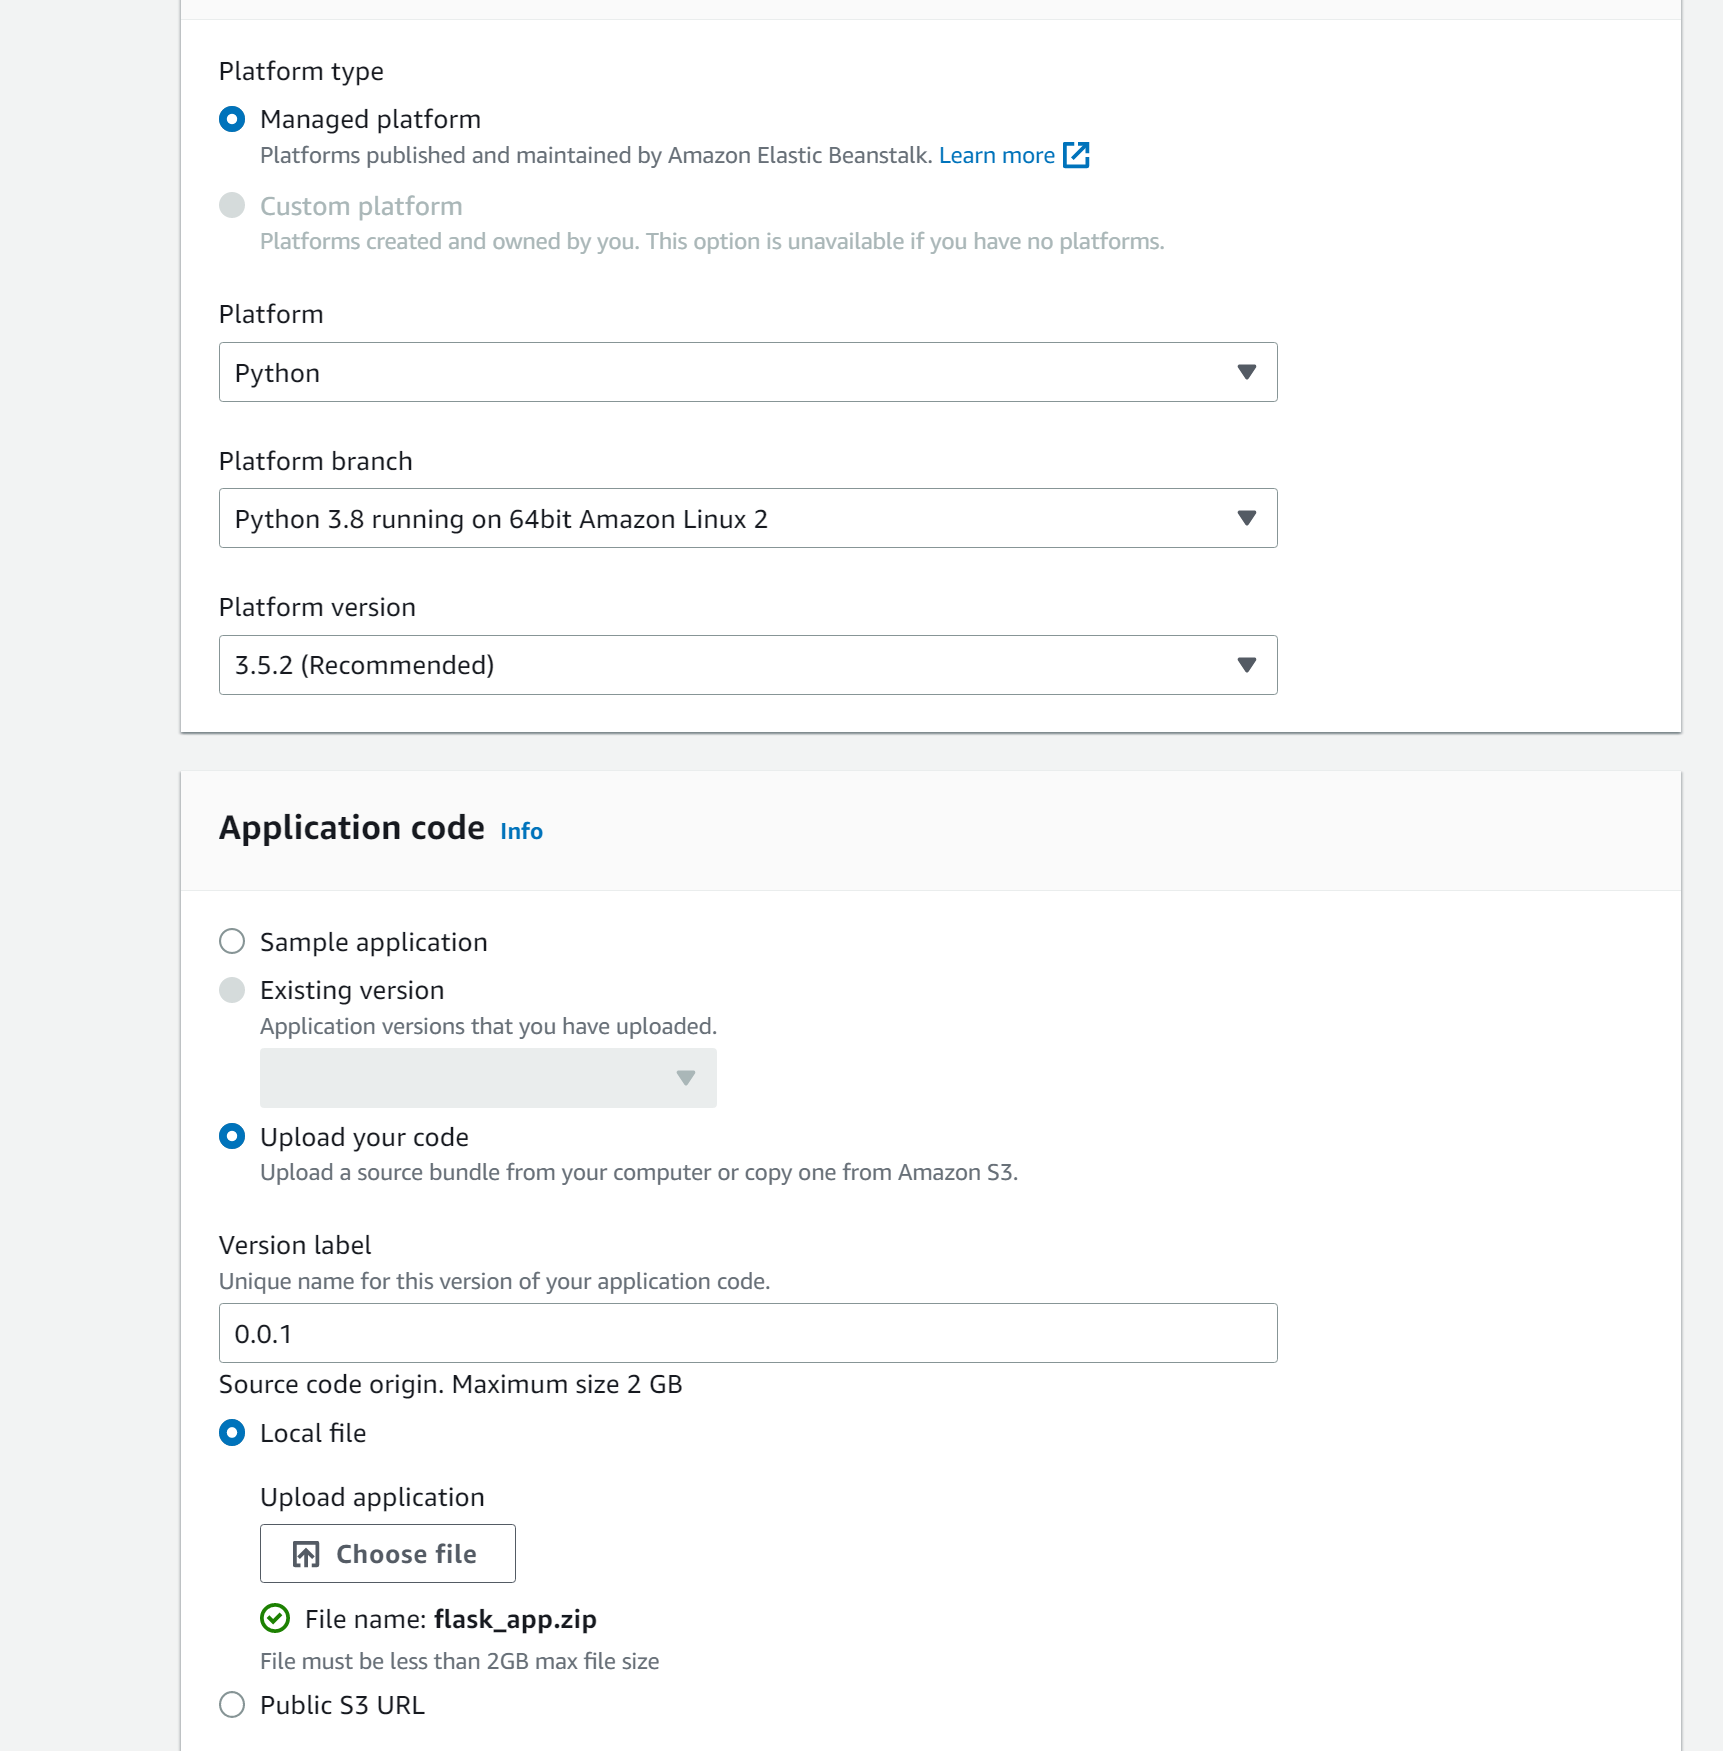 Platform type
Managed platform
Platforms published and maintained by Amazon Elastic Beanstalk. Learn more
Custom platform
Platforms created and owned by you. This option is unavailable if you have no platforms.
Platform
Python
Platform branch
Python 3.8 running on 64bit Amazon Linux 2
Platform version
3.5.2 (Recommended)
Application code Info
Sample application
Existing version
Application versions that you have uploaded.
Upload your code
Upload a source bundle from your computer or copy one from Amazon S3.
Version label
Unique name for this version of your application code.
0.0.1
Source code origin. Maximum size 2 GB
Local file
Upload application
Choose file
File name: flask_app.zip
File must be less than 2GB max file size
Public S3 URL